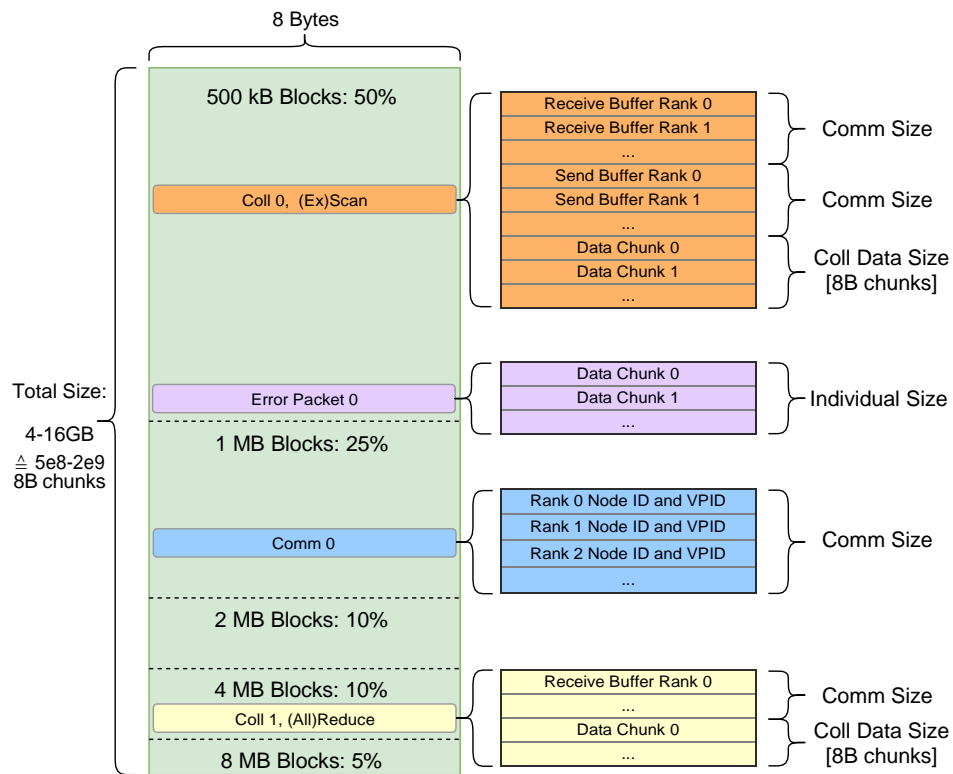 8 Bytes
500 kB Blocks: 50%
Coll 0,  (Ex)Scan
Receive Buffer Rank 0
Receive Buffer Rank 1
...
Send Buffer Rank 0
Send Buffer Rank 1
...
Data Chunk 0
Data Chunk 1
...
Comm Size
Comm Size
Coll Data Size
[8B chunks]
Total Size:
4-16GB
≙ 5e8-2e9
8B chunks
Error Packet 0
Data Chunk 0
Data Chunk 1
...
Individual Size
1 MB Blocks: 25%
Comm 0
Rank 0 Node ID and VPID
Rank 1 Node ID and VPID
Rank 2 Node ID and VPID
...
Comm Size
2 MB Blocks: 10%
4 MB Blocks: 10%
Coll 1, (All)Reduce
Receive Buffer Rank 0
...
Data Chunk 0
...
Comm Size
Coll Data Size
[8B chunks]
8 MB Blocks: 5%